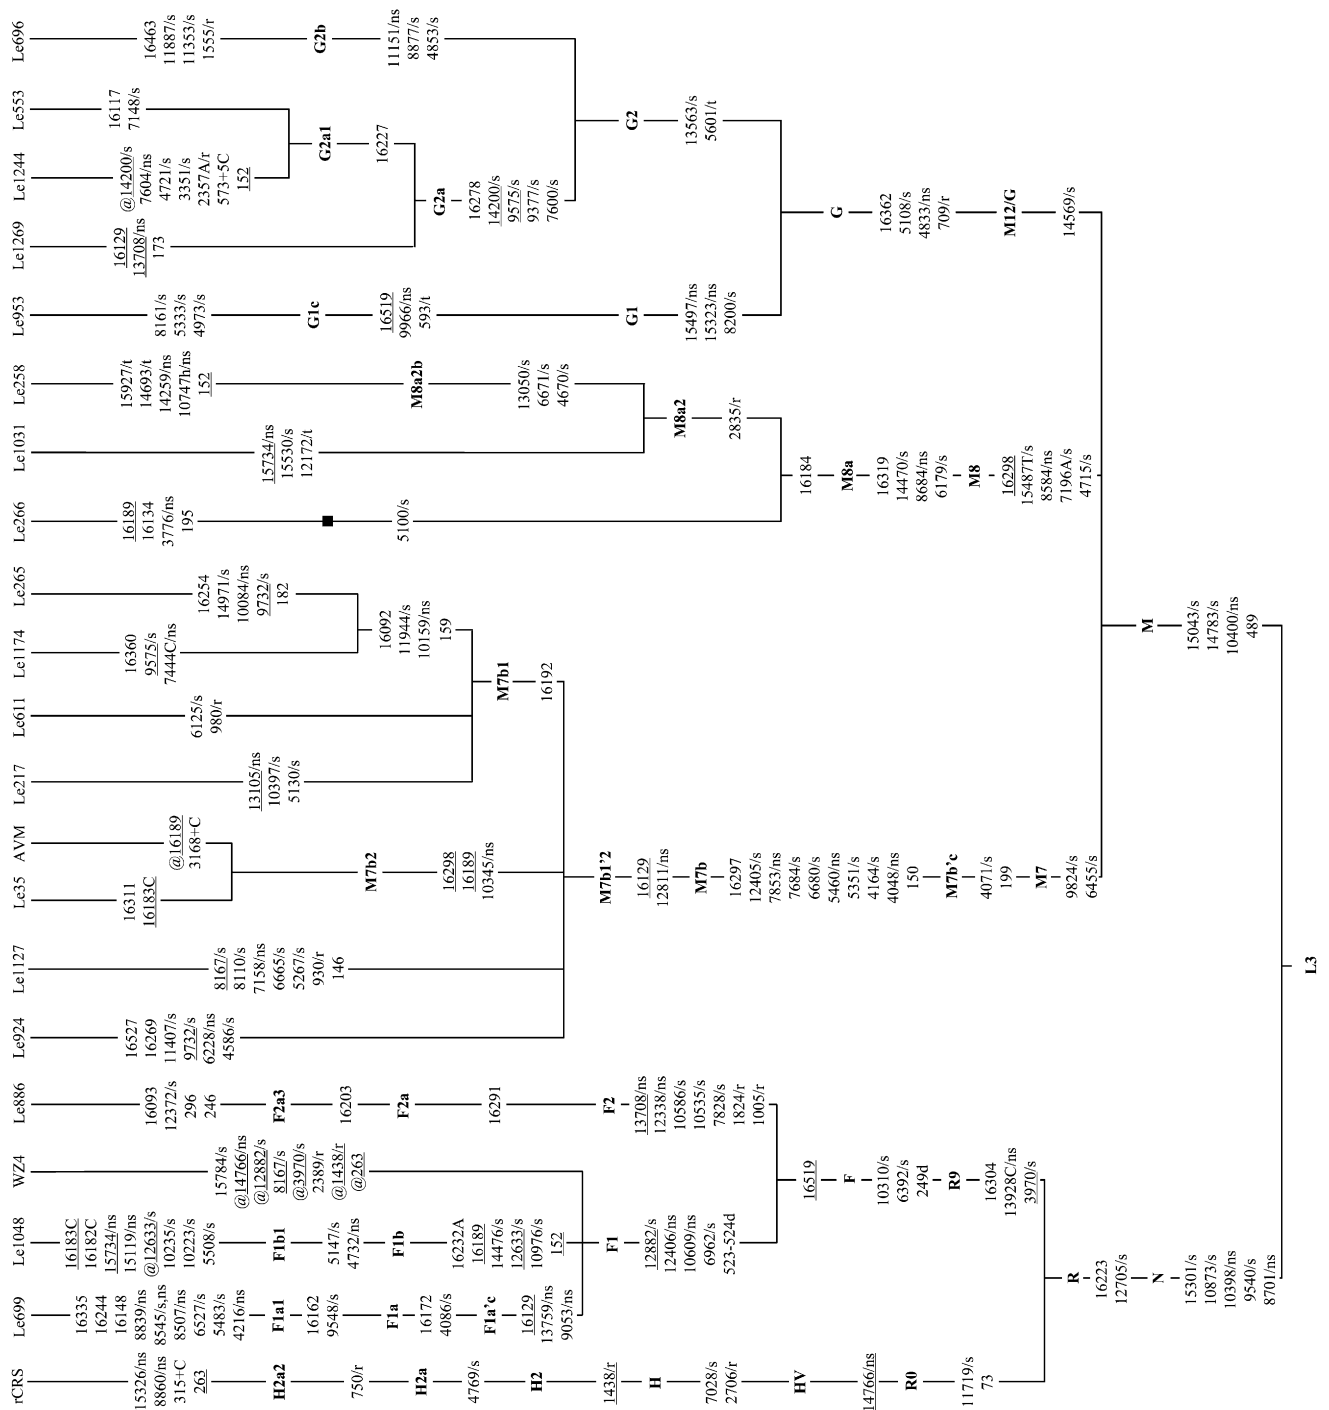 rCRS
Le699
Le1048
WZ4
Le886
Le924
Le1127
Le35
AVM
Le217
Le611
Le1174
Le265
Le266
Le1031
Le258
Le953
Le1269
Le1244
Le553
Le696
15326/ns
8860/ns
315+C
263
H2a2
750/r
H2a
4769/s
H2
1438/r
H
7028/s
2706/r
HV
14766/ns
R0
11719/s
73
16335
16244
16148
8839/ns
8545/s,ns
8507/ns
6527/s
5483/s
4216/ns
F1a1
16162
9548/s
F1a
16172
4086/s
F1a'c
16129
13759/ns
9053/ns
16183C
16182C
15734/ns
15119/ns
@12633/s
10235/s
10223/s
5508/s
F1b1
5147/s
4732/ns
F1b
16232A
16189
14476/s
12633/s
10976/s
152
15784/s
@14766/ns
@12882/s
8167/s
@3970/s
2389/r
@1438/r
@263
F1
12882/s
12406/ns
10609/ns
6962/s
523-524d
16093
12372/s
296
246
F2a3
16203
F2a
16291
F2
13708/ns
12338/ns
10586/s
10535/s
7828/s
1824/r
1005/r
16519
F
10310/s
6392/s
249d
R9
16304
13928C/ns
3970/s
R
16223
12705/s
N
15301/s
10873/s
10398/ns
9540/s
8701/ns
16527
16269
11407/s
9732/s
6228/ns
4586/s
8167/s
8110/s
7158/ns
6665/s
5267/s
930/r
146
16311
16183C
@16189
3168+C
M7b2
16298
16189
10345/ns
13105/ns
10397/s
5130/s
6125/s
980/r
16360
9575/s
7444C/ns
16254
14971/s
10084/ns
9732/s
182
16092
11944/s
10159/ns
159
M7b1
16192
M7b1'2
16129
12811/ns
M7b
16297
12405/s
7853/ns
7684/s
6680/s
5460/ns
5351/s
4164/s
4048/ns
150
M7b'c
4071/s
199
M7
9824/s
6455/s
16189
16134
3776/ns
195
5100/s
15734/ns
15530/s
12172/t
15927/t
14693/t
14259/ns
10747h/ns
152
M8a2b
13050/s
6671/s
4670/s
M8a2
2835/r
16184
M8a
16319
14470/s
8684/ns
6179/s
M8
16298
15487T/s
8584/ns
7196A/s
4715/s
8161/s
5333/s
4973/s
G1c
16519
9966/ns
593/t
G1
15497/ns
15323/ns
8200/s
16129
13708/ns
173
@14200/s
7604/ns
4721/s
3351/s
2357A/r
573+5C
152
16117
7148/s
G2a1
16227
G2a
16278
14200/s
9575/s
9377/s
7600/s
16463
11887/s
11353/s
1555/r
G2b
11151/ns
8877/s
4853/s
G2
13563/s
5601/t
G
16362
5108/s
4833/ns
709/r
M12/G
14569/s
M
15043/s
14783/s
10400/ns
489
L3